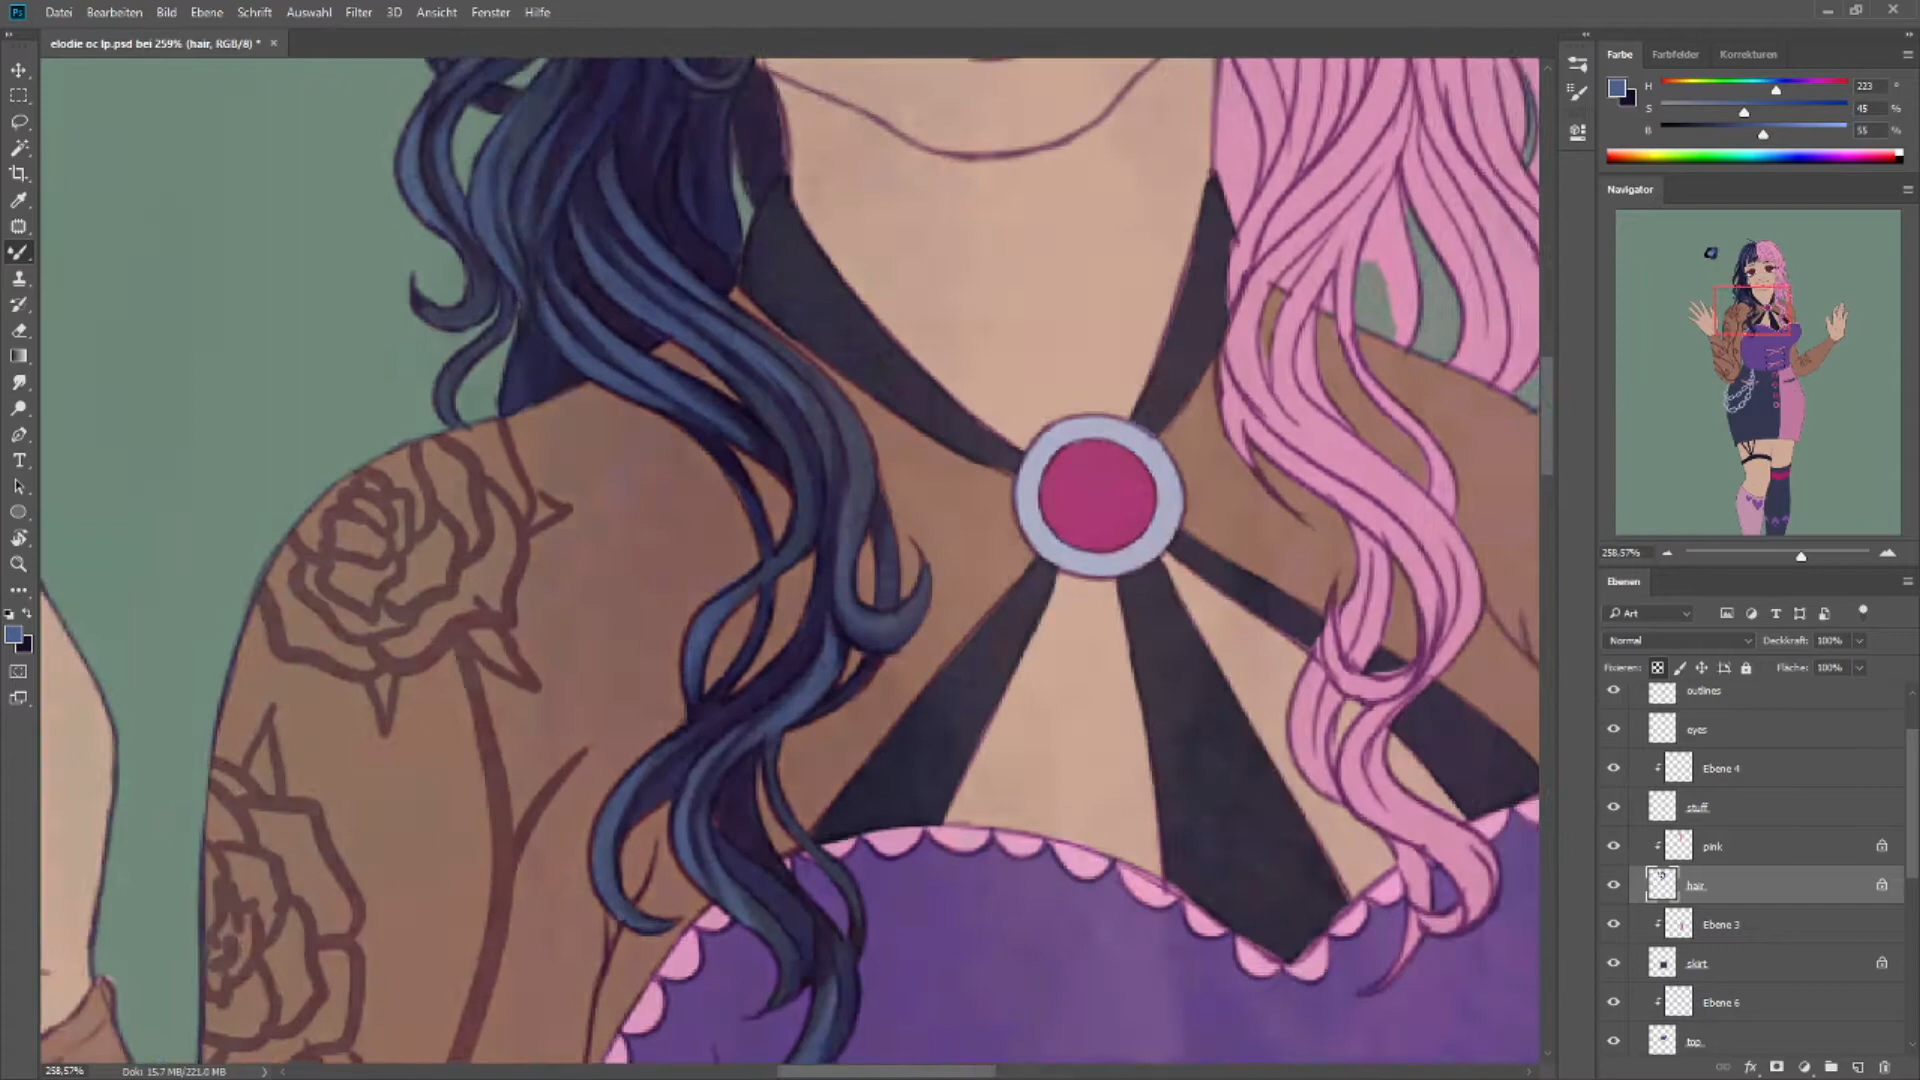 Ps Datei Bearbeiten Bild Ebene Schrift Auswahl Filter 3D Ansicht Fenster Hilfe
elodie oc lp.psd bei 259% (hair, RGB/8) *
Farbe Farbfelder Korrekturen
H 223 °
S 45 %
B 55 %
Navigator
258,57%
Ebenen
Art
Normal Deckkraft: 100%
Fixieren: Fläche: 100%
outlines
eyes
Ebene 4
stuff
pink
hair
Ebene 3
skirt
Ebene 6
top
258,57% Dok: 15.7 MB/221.0 MB